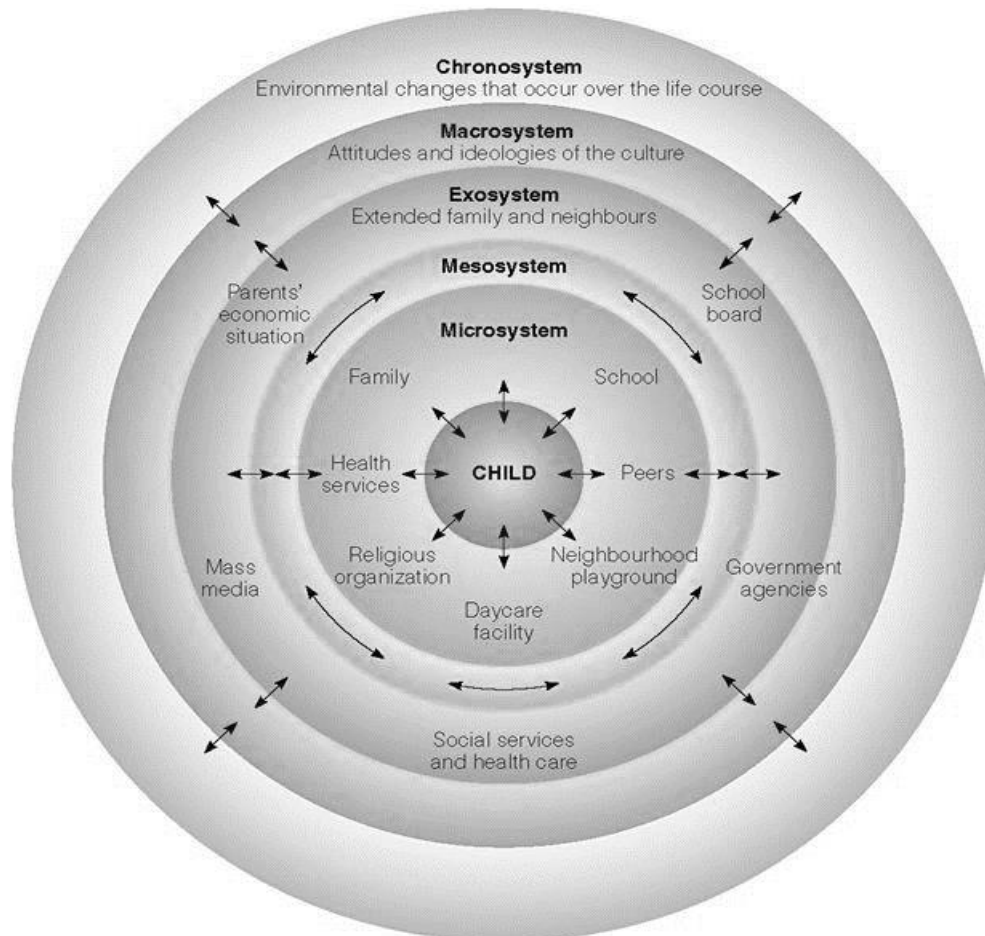 Chronosystem
Environmental changes that occur over the life course
Macrosystem
Attitudes and ideologies of the culture
Exosystem
Extended family and neighbours
Mesosystem
Parents'
economic
situation
School
board
Microsystem
Family
School
Health
services
CHILD
Peers
Religious
organization
Neighbourhood
playground
Mass
media
Government
agencies
Daycare
facility
Social services
and health care